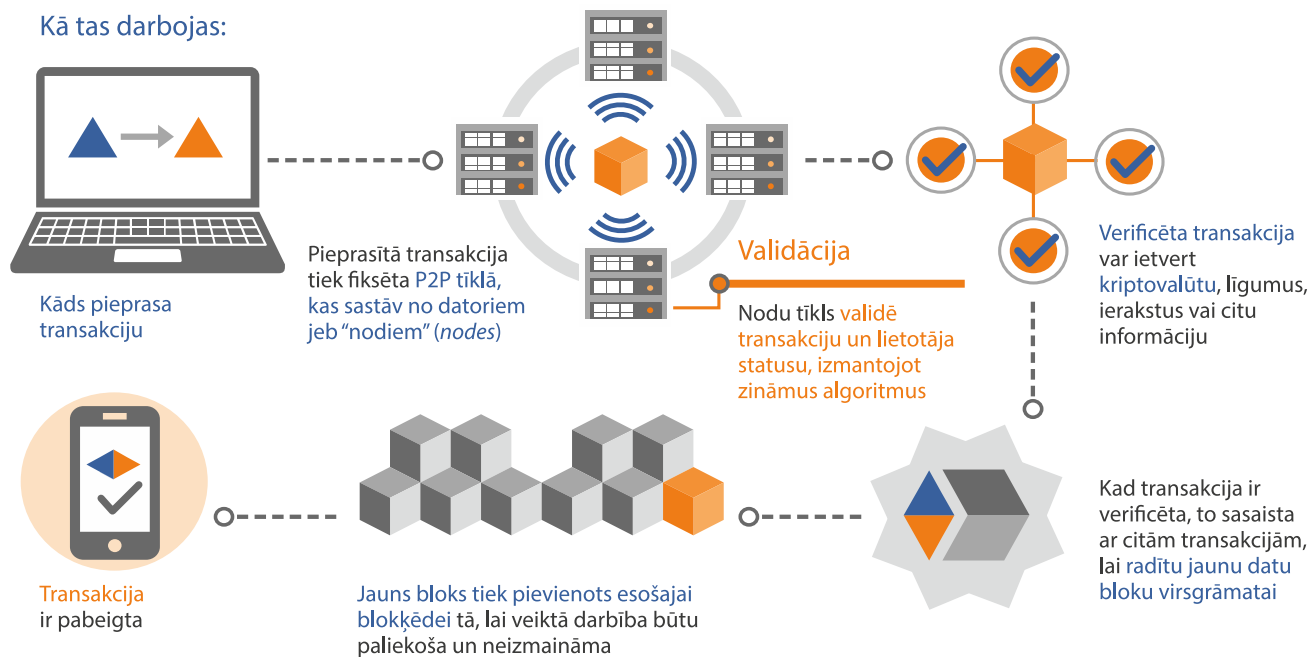 Kā tas darbojas:
Kāds pieprasa
transakciju
Pieprasītā transakcija
tiek fiksēta P2P tīklā,
kas sastāv no datoriem
jeb “nodiem” (nodes)
Validācija
Nodu tīkls validē
transakciju un lietotāja
statusu, izmantojot
zināmus algoritmus
Verificēta transakcija
var ietvert
kriptovalūtu, līgumus,
ierakstus vai citu
informāciju
Kad transakcija ir
verificēta, to sasaista
ar citām transakcijām,
lai radītu jaunu datu
bloku virsgrāmatai
Jauns bloks tiek pievienots esošajai
blokķēdei tā, lai veiktā darbība būtu
paliekoša un neizmaināma
Transakcija
ir pabeigta